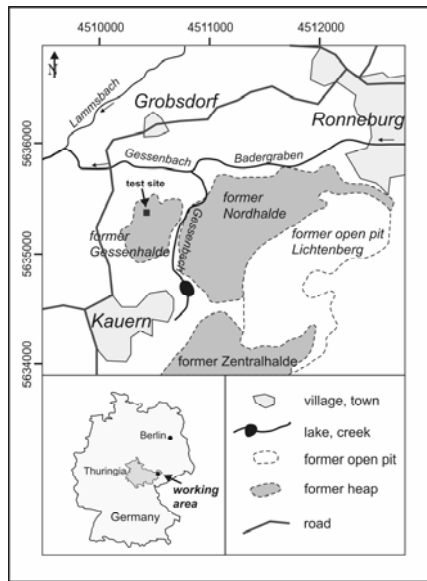 4510000
4511000
4512000
N
Lammsbach
Grobsdorf
Ronneburg
5636000
Gessenbach
Badergraben
test site
former
Nordhalde
former
Gessenhalde
Gessenbach
former open pit
Lichtenberg
5635000
Kauern
former Zentralhalde
5634000
Berlin
Thuringia
working
area
Germany
village, town
lake, creek
former open pit
former heap
road